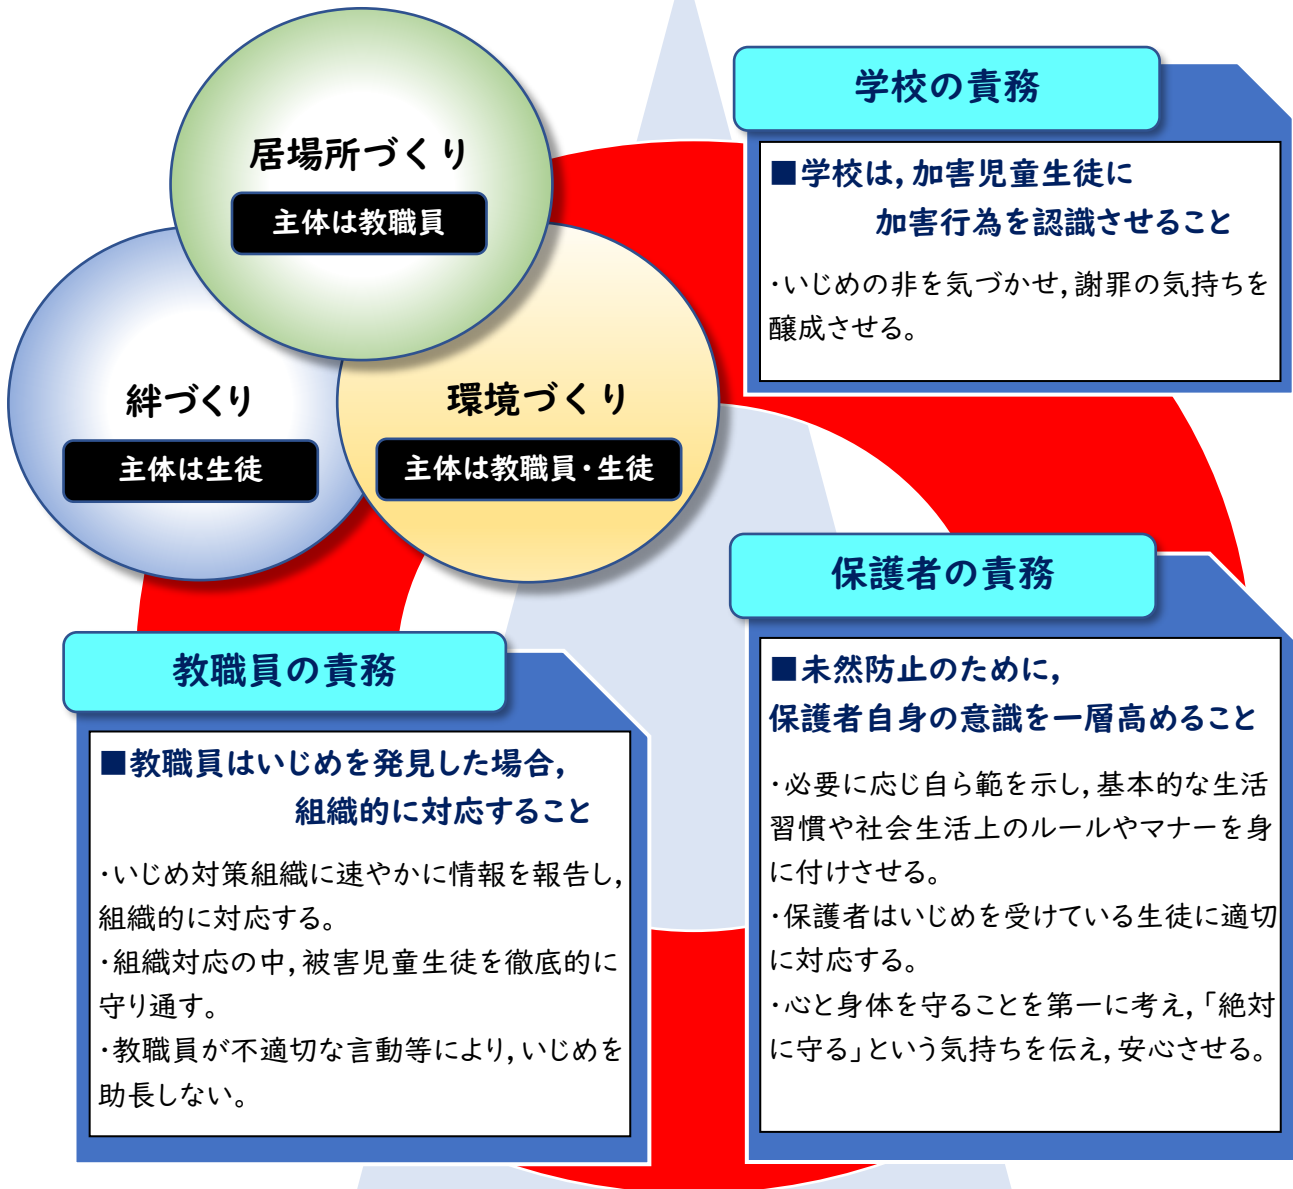 居場所づくり
主体は教職員
絆づくり
主体は生徒
環境づくり
主体は教職員・生徒
学校の責務
■学校は,加害児童生徒に
加害行為を認識させること
・いじめの非を気づかせ,謝罪の気持ちを
醸成させる。
教職員の責務
■教職員はいじめを発見した場合,
組織的に対応すること
・いじめ対策組織に速やかに情報を報告し,
組織的に対応する。
・組織対応の中,被害児童生徒を徹底的に
守り通す。
・教職員が不適切な言動等により,いじめを
助長しない。
保護者の責務
■未然防止のために,
保護者自身の意識を一層高めること
・必要に応じ自ら範を示し,基本的な生活
習慣や社会生活上のルールやマナーを身
に付けさせる。
・保護者はいじめを受けている生徒に適切
に対応する。
・心と身体を守ることを第一に考え,「絶対
に守る」という気持ちを伝え,安心させる。